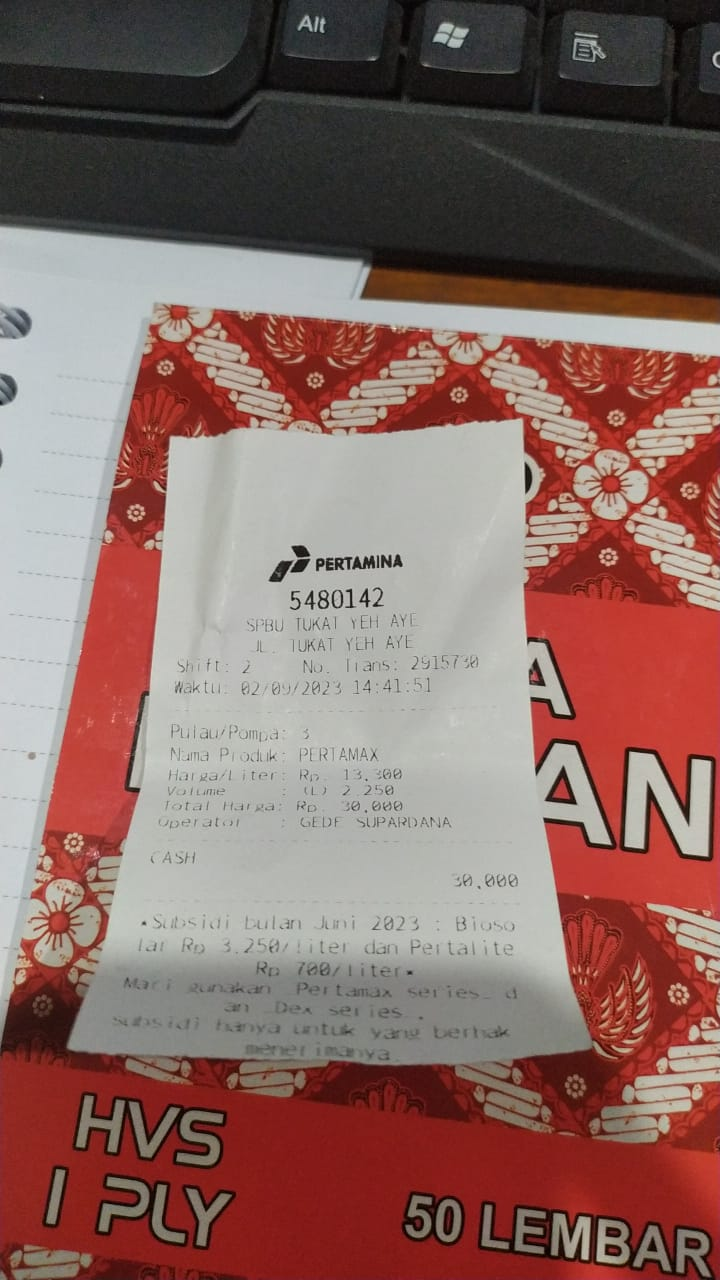 Alt
PERTAMINA
5480142
SPBU TUKAT YEH AYE
JL. TUKAT YEH AYE
Shift: 2 No. Trans: 2915730
Waktu: 02/09/2023 14:41:51
Pulau/Pompa: 3
Nama Produk: PERTAMAX
Harga/Liter: Rp. 13,300
Volume : (L) 2.250
Total Harga: Rp. 30,000
Operator : GEDE SUPARDANA
CASH
30,000
*Subsidi bulan Juni 2023 : Bioso
lar Rp 3.250/liter dan Pertalite
Rp 700/liter*
Mari gunakan Pertamax series d
an Dex series .
Subsidi hanya untuk yang berhak
menerimanya
A
AN
HVS
1 PLY
50 LEMBAR